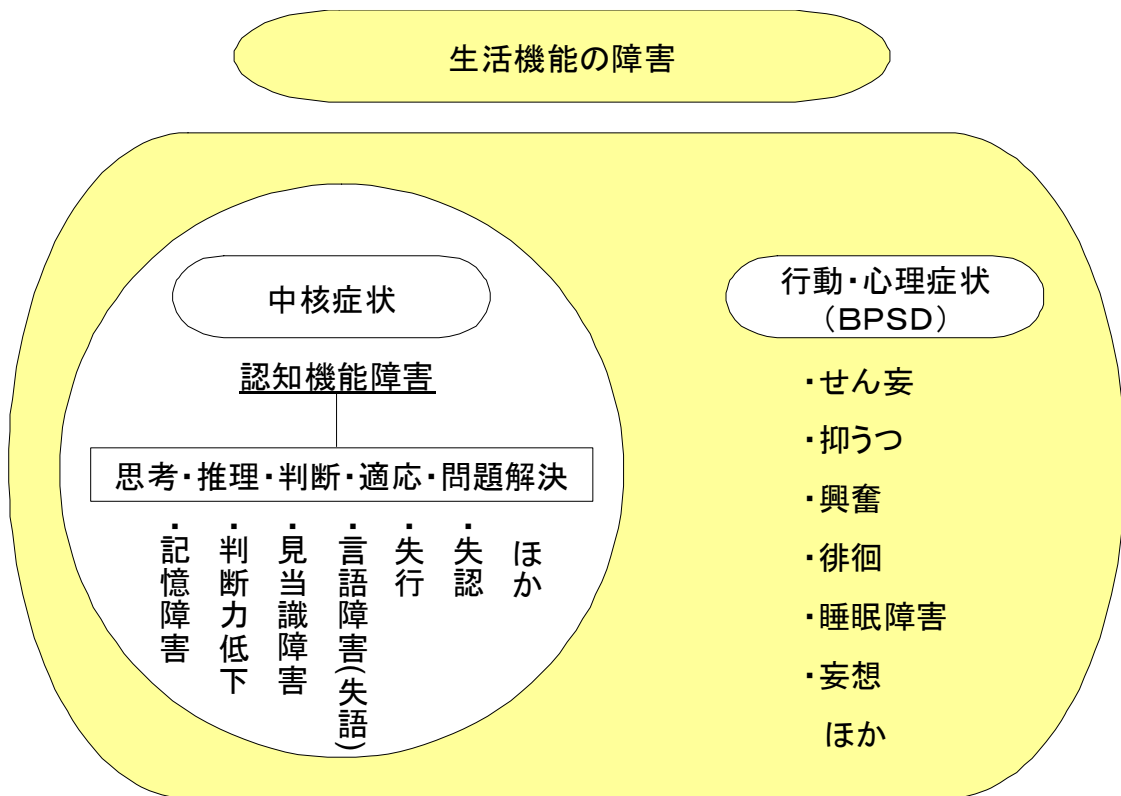 生活機能の障害
中核症状
認知機能障害
思考・推理・判断・適応・問題解決
・記憶障害
・判断力低下
・見当識障害
・言語障害(失語)
・失行
・失認
ほか
行動・心理症状
(BPSD)
・せん妄
・抑うつ
・興奮
・徘徊
・睡眠障害
・妄想
ほか